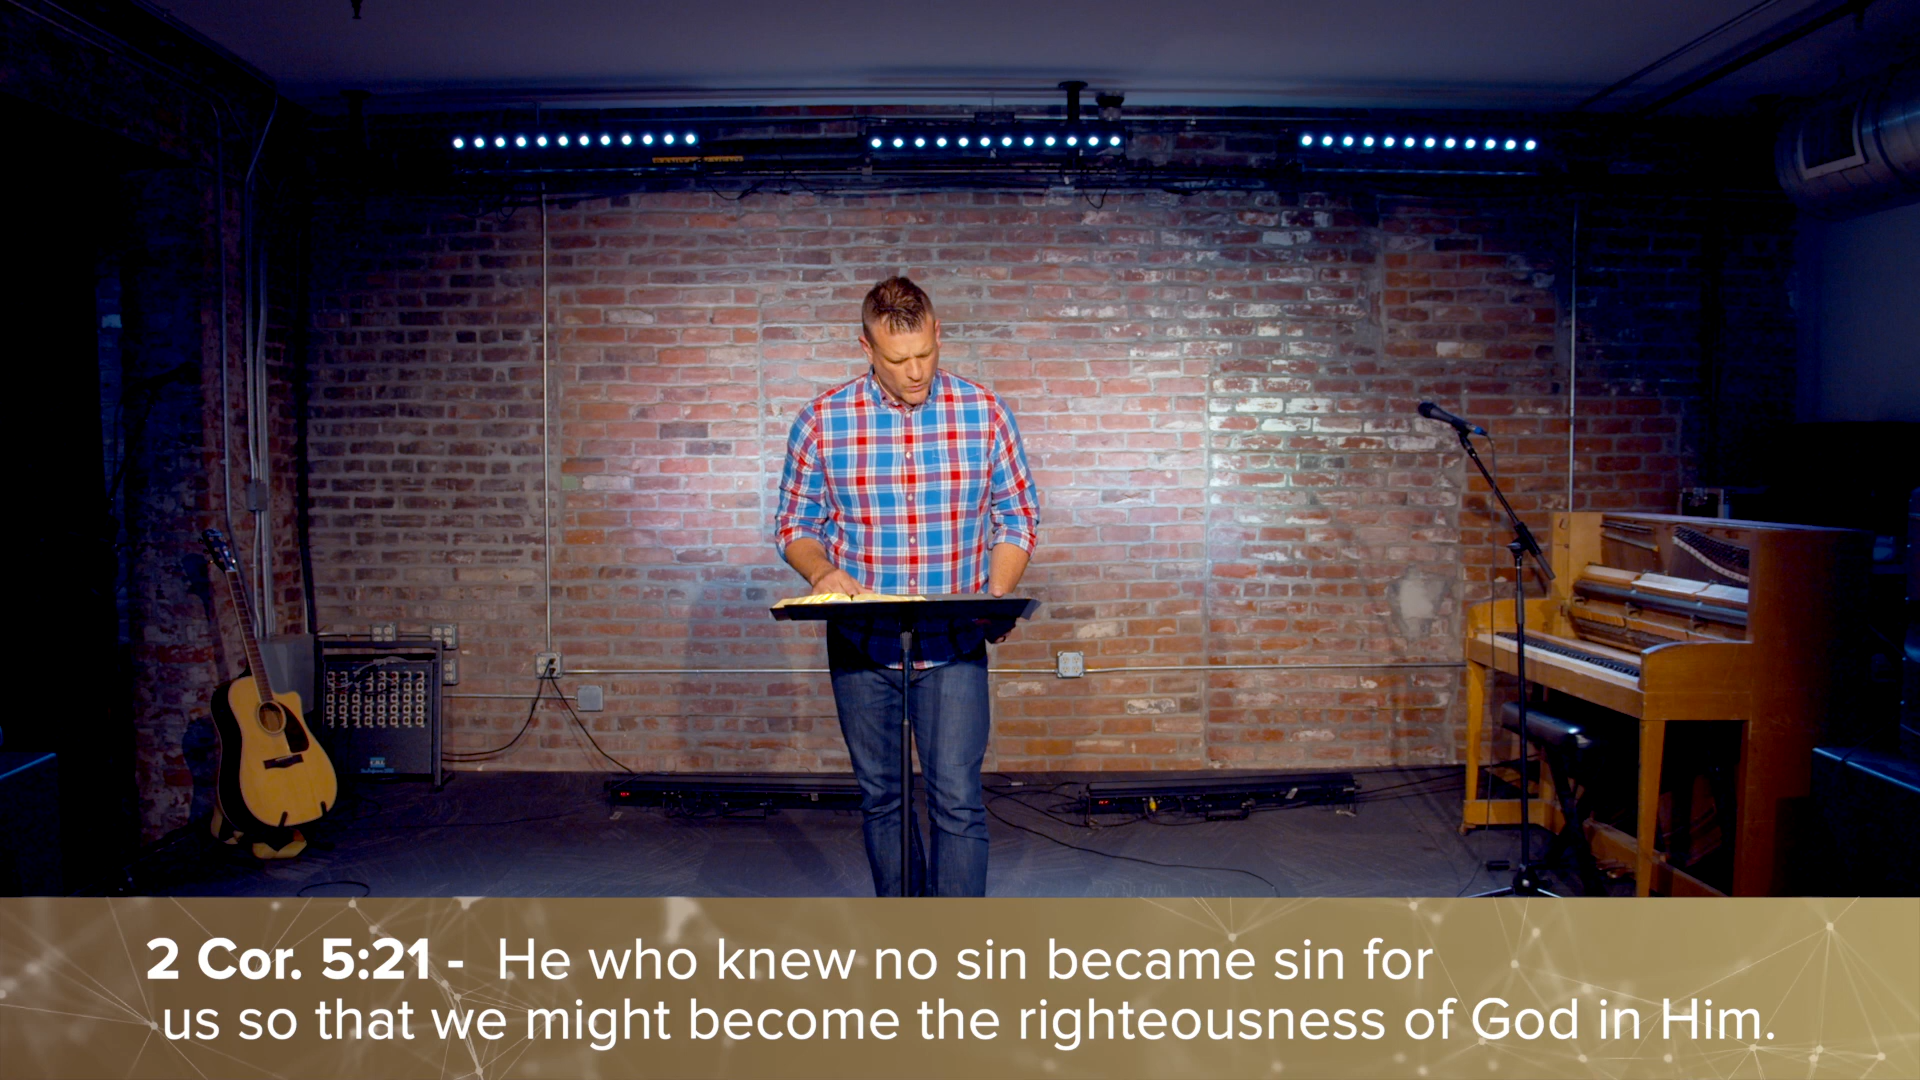 2 Cor. 5:21 - He who knew no sin became sin for
us so that we might become the righteousness of God in Him.